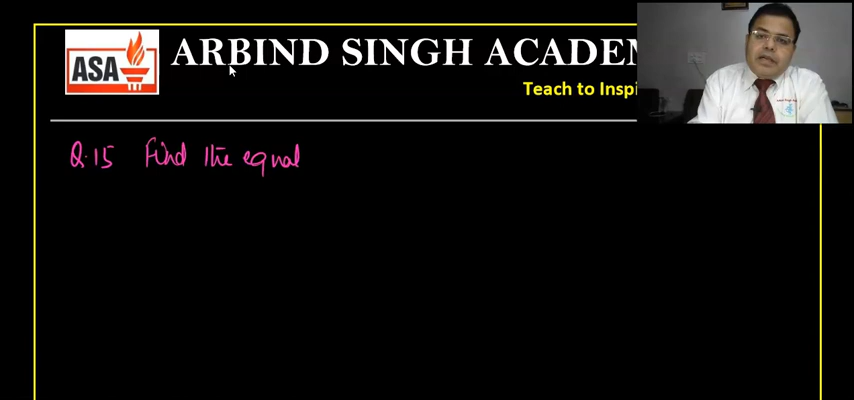 ASA ARBIND SINGH ACADEM
Teach to Inspi
Q.15 Find the equal